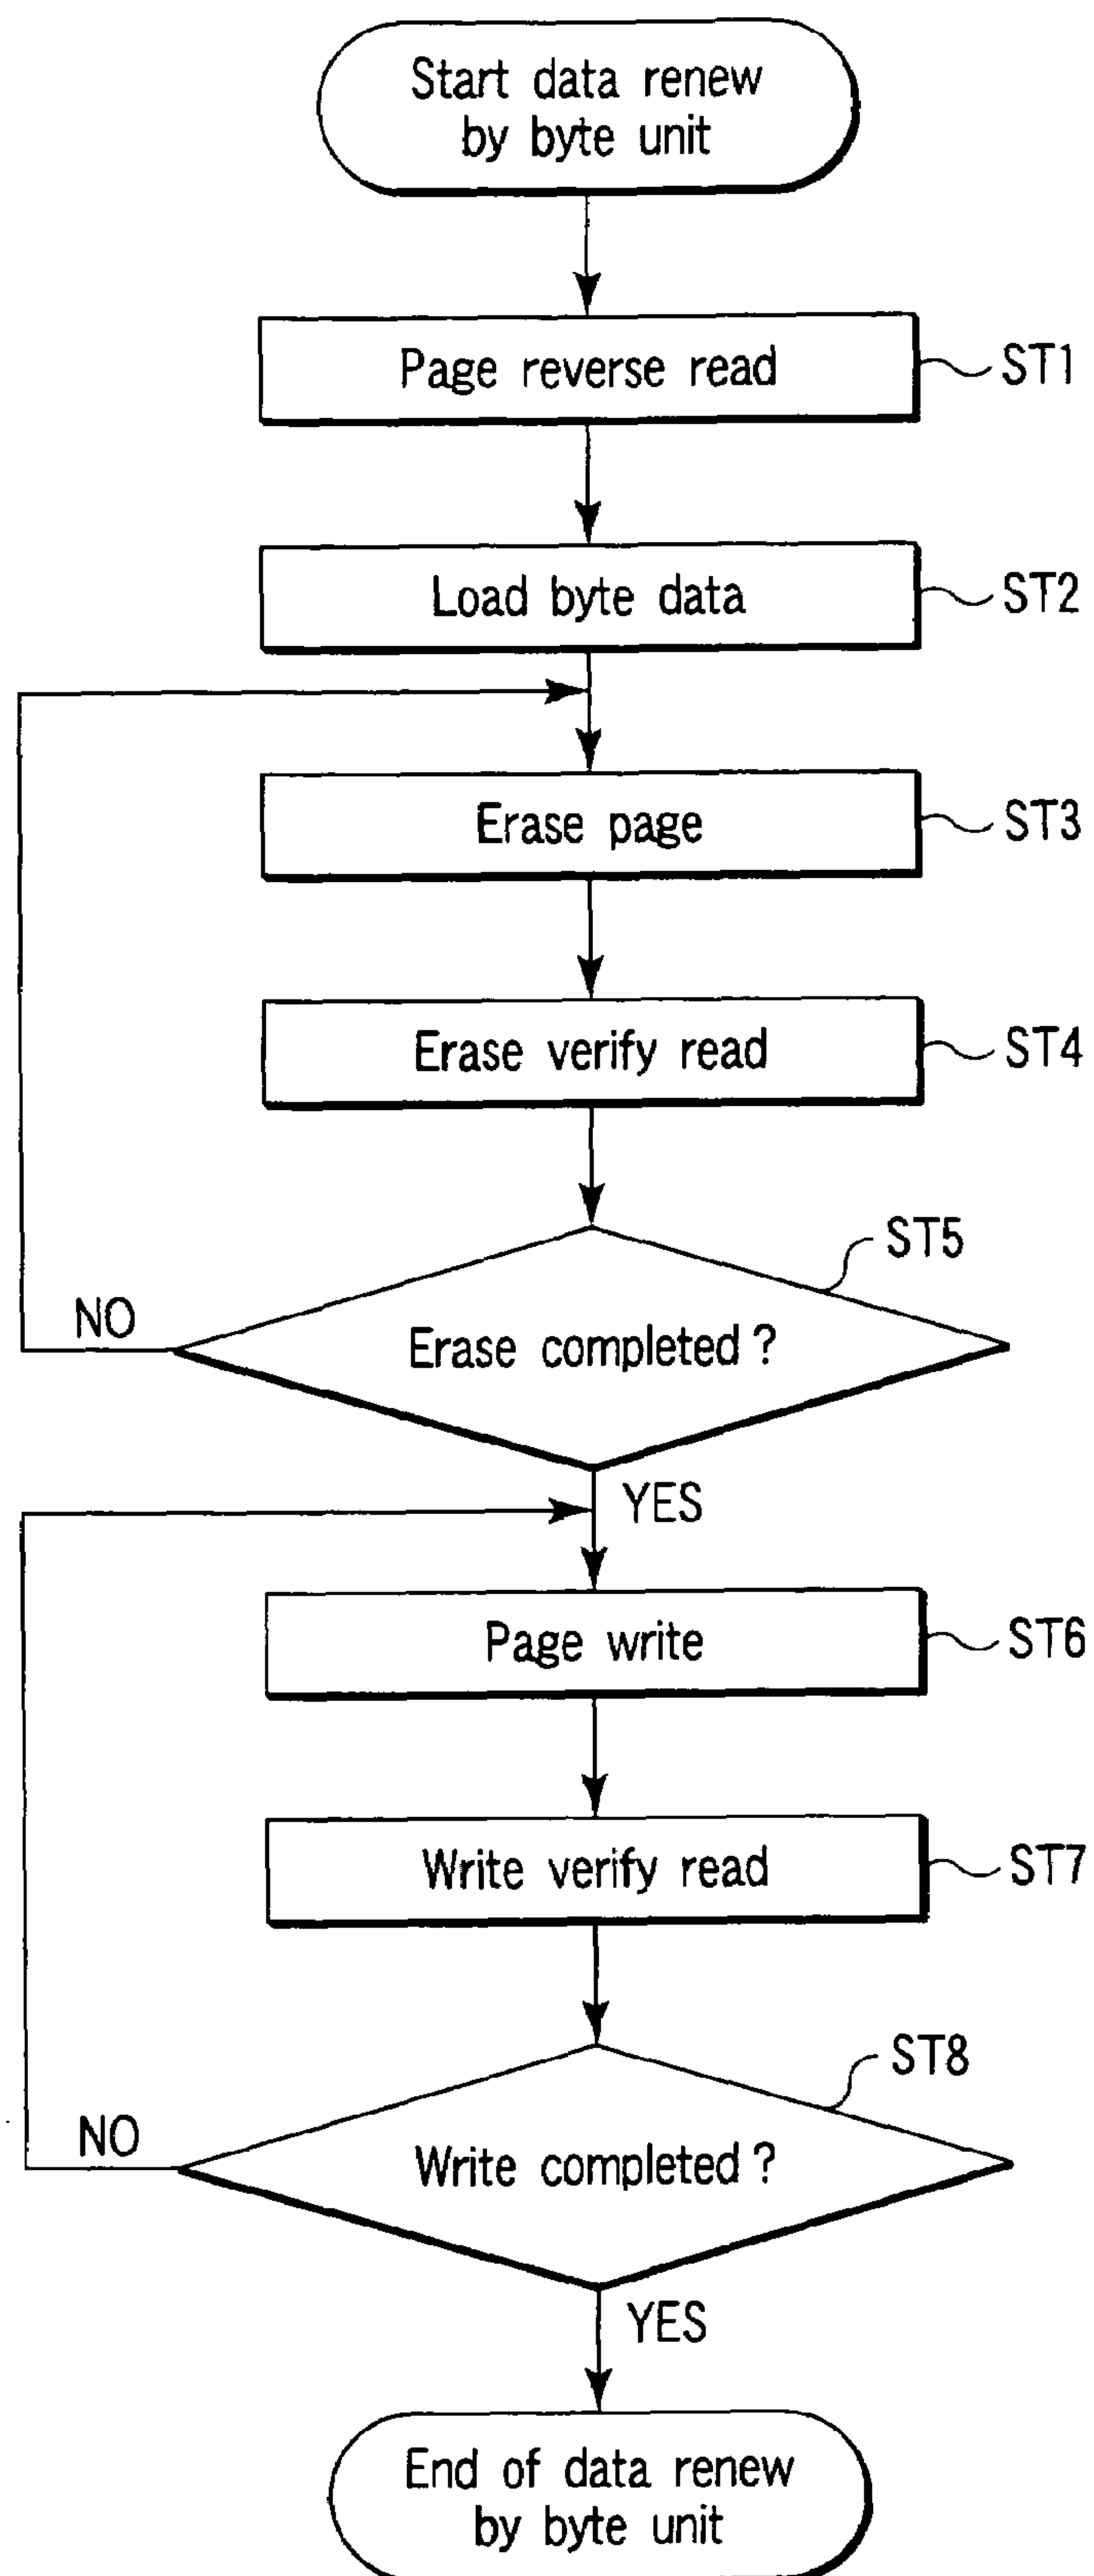 Start data renew
by byte unit
Page reverse read
ST1
Load byte data
ST2
Erase page
ST3
Erase verify read
ST4
ST5
Erase completed?
NO
YES
Page write
ST6
Write verify read
ST7
ST8
Write completed?
NO
YES
End of data renew
by byte unit